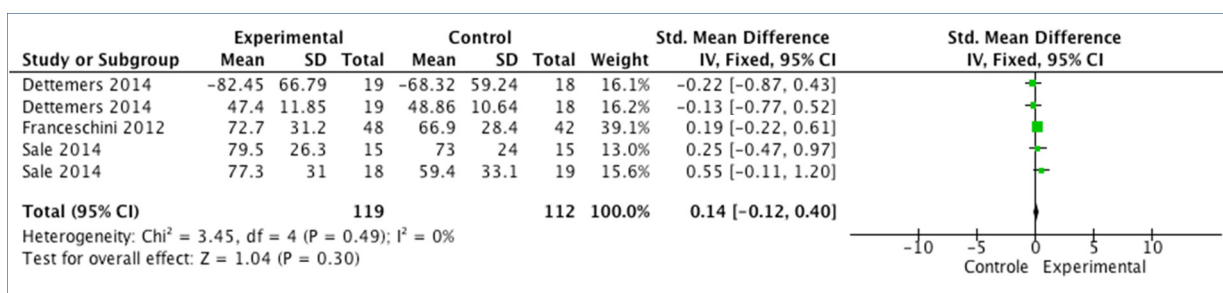 Experimental Control Std. Mean Difference Std. Mean Difference
Study or Subgroup Mean SD Total Mean SD Total Weight IV, Fixed, 95% CI IV, Fixed, 95% CI
Dettemers 2014 -82.45 66.79 19 -68.32 59.24 18 16.1% -0.22 [-0.87, 0.43]
Dettemers 2014 47.4 11.85 19 48.86 10.64 18 16.2% -0.13 [-0.77, 0.52]
Franceschini 2012 72.7 31.2 48 66.9 28.4 42 39.1% 0.19 [-0.22, 0.61]
Sale 2014 79.5 26.3 15 73 24 15 13.0% 0.25 [-0.47, 0.97]
Sale 2014 77.3 31 18 59.4 33.1 19 15.6% 0.55 [-0.11, 1.20]
Total (95% CI) 119 112 100.0% 0.14 [-0.12, 0.40]
Heterogeneity: Chi² = 3.45, df = 4 (P = 0.49); I² = 0%
Test for overall effect: Z = 1.04 (P = 0.30)
-10 -5 0 5 10
Controle Experimental